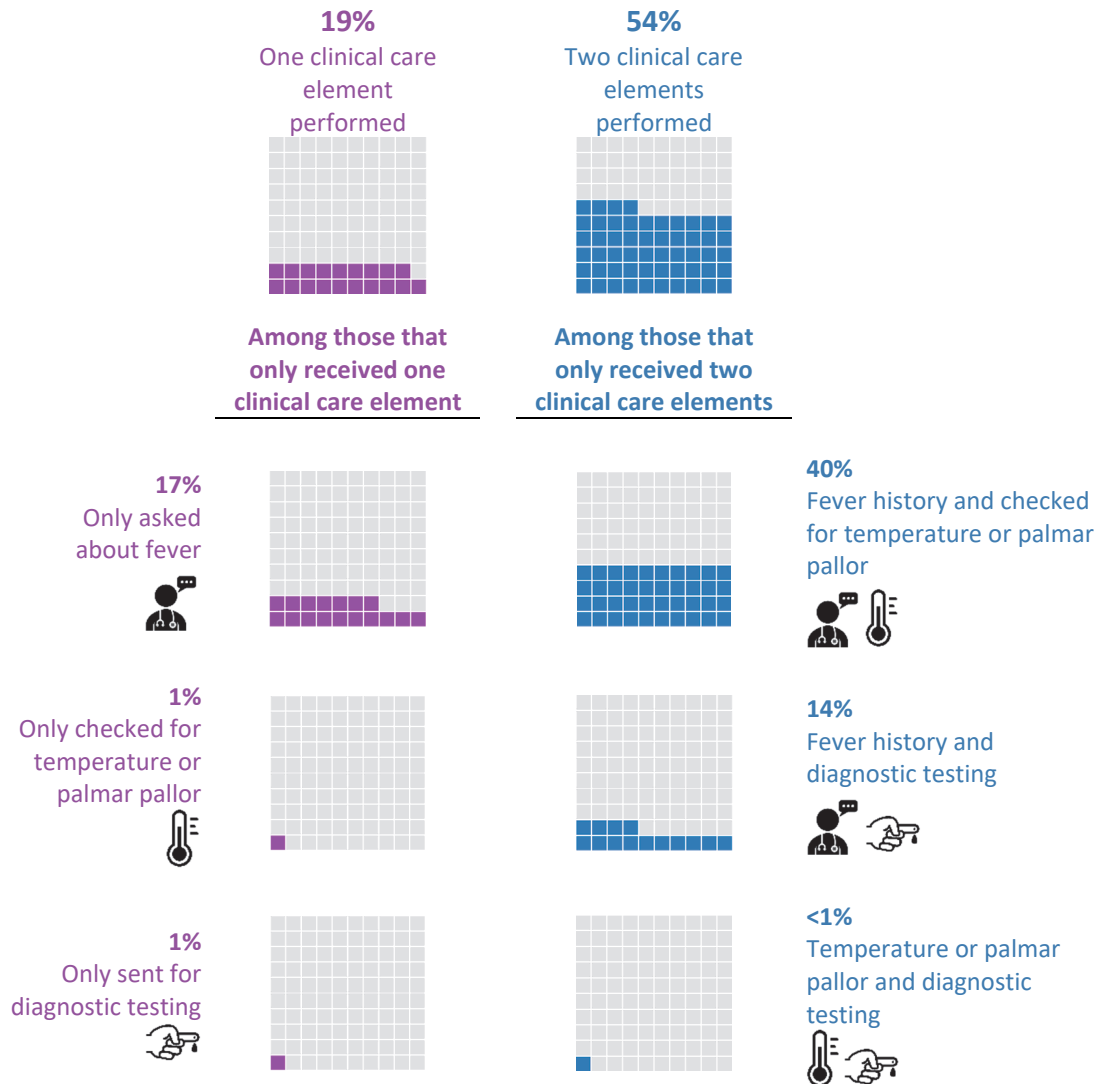 19%
One clinical care
element
performed
54%
Two clinical care
elements
performed
Among those that
only received one
clinical care element
Among those that
only received two
clinical care elements
17%
Only asked
about fever
40%
Fever history and checked
for temperature or palmar
pallor
1%
Only checked for
temperature or
palmar pallor
14%
Fever history and
diagnostic testing
1%
Only sent for
diagnostic testing
<1%
Temperature or palmar
pallor and diagnostic
testing